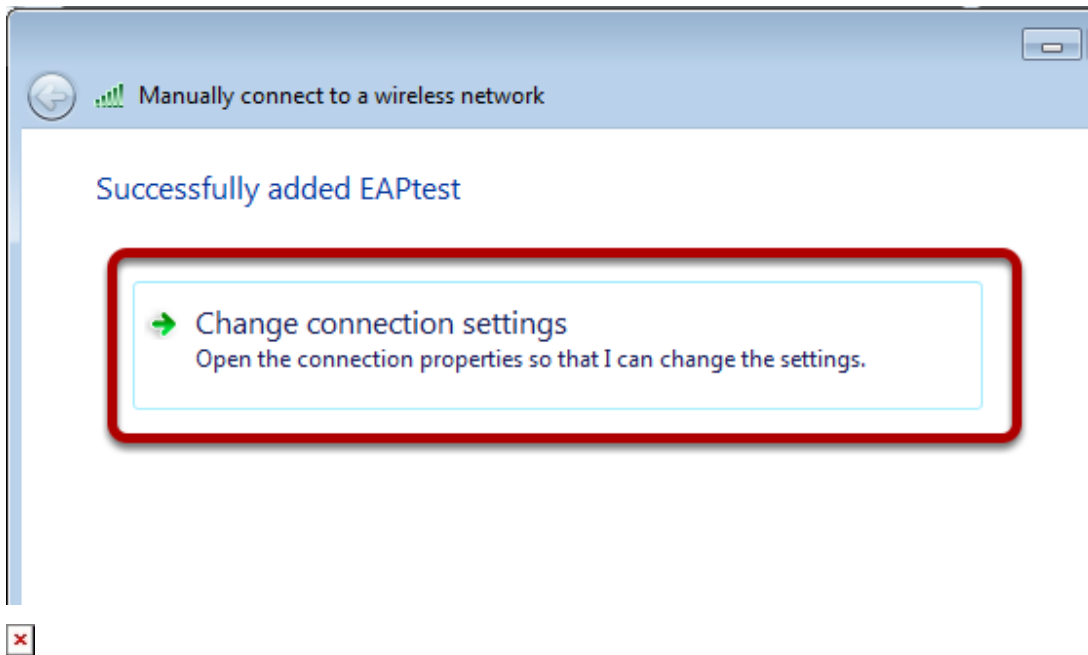 Manually connect to a wireless network
Successfully added EAPtest
Change connection settings
Open the connection properties so that I can change the settings.